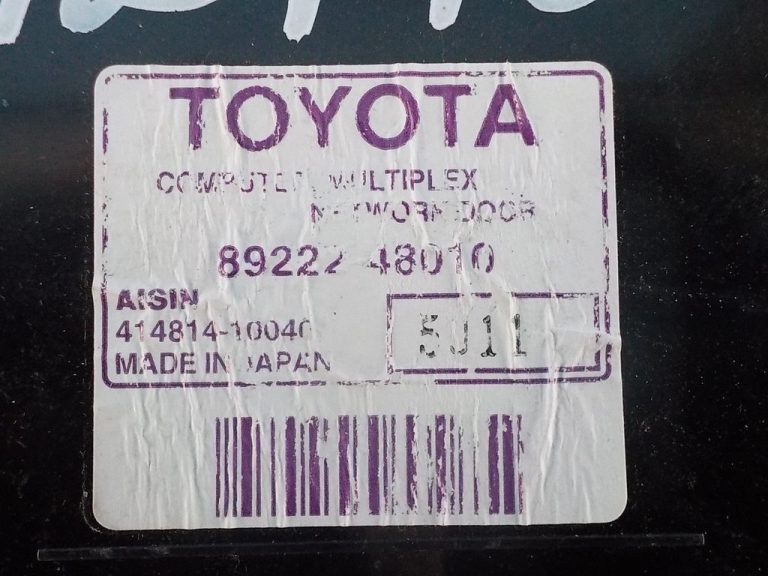 TOYOTA
COMPUTER, MULTIPLEX
NETWORK DOOR
89222-48010
AISIN
414814-10040
MADE IN JAPAN
5J11